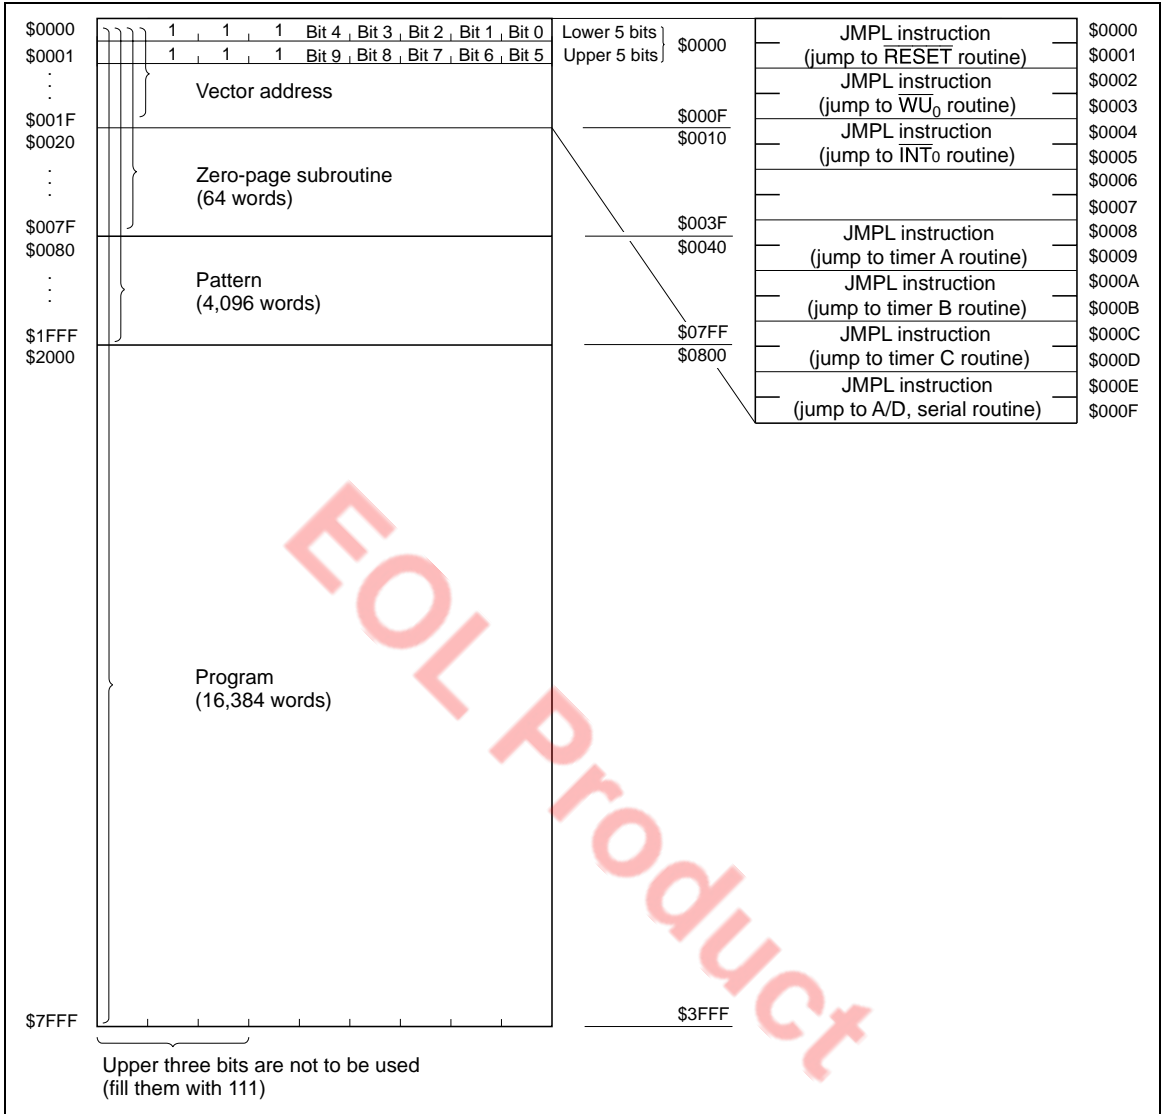 $0000 1 1 1 Bit 4 Bit 3 Bit 2 Bit 1 Bit 0 Lower 5 bits
$0001 1 1 1 Bit 9 Bit 8 Bit 7 Bit 6 Bit 5 Upper 5 bits
$0000
Vector address
$001F
$000F
$0020
$0010
Zero-page subroutine
(64 words)
$007F
$003F
$0080
$0040
Pattern
(4,096 words)
$1FFF
$07FF
$2000
$0800
Program
(16,384 words)
$7FFF
$3FFF
Upper three bits are not to be used
(fill them with 111)
JMPL instruction $0000
(jump to RESET routine) $0001
JMPL instruction $0002
(jump to WU0 routine) $0003
JMPL instruction $0004
(jump to INT0 routine) $0005
$0006
$0007
JMPL instruction $0008
(jump to timer A routine) $0009
JMPL instruction $000A
(jump to timer B routine) $000B
JMPL instruction $000C
(jump to timer C routine) $000D
JMPL instruction $000E
(jump to A/D, serial routine) $000F
EOL Product